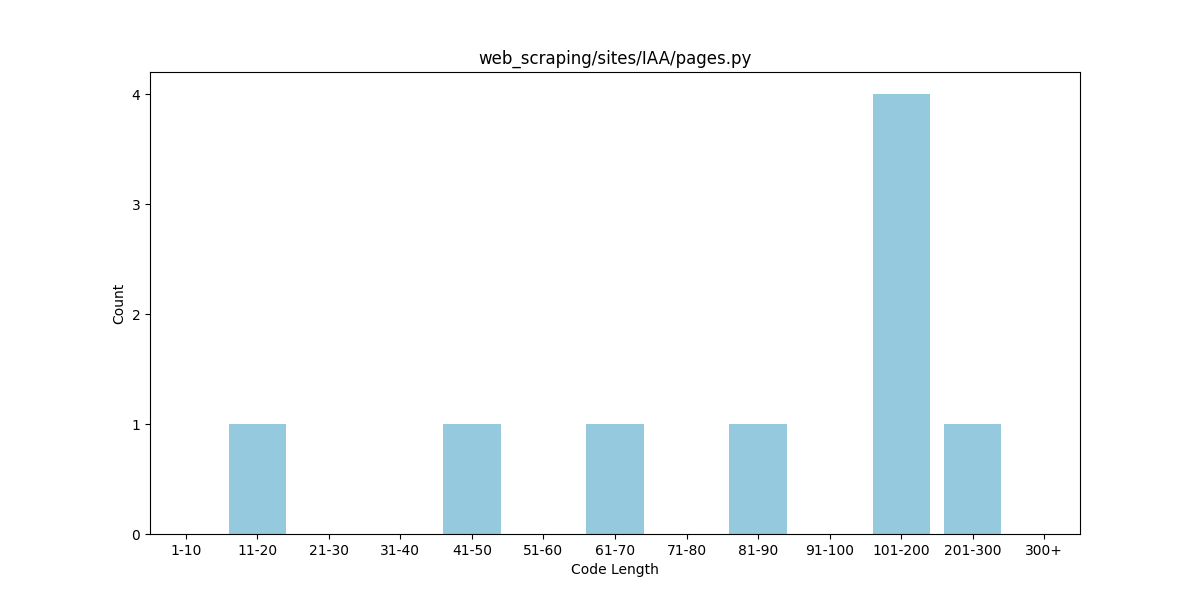 web_scraping/sites/IAA/pages.py
4
3
2
1
0
Count
1-10 11-20 21-30 31-40 41-50 51-60 61-70 71-80 81-90 91-100 101-200 201-300 300+
Code Length